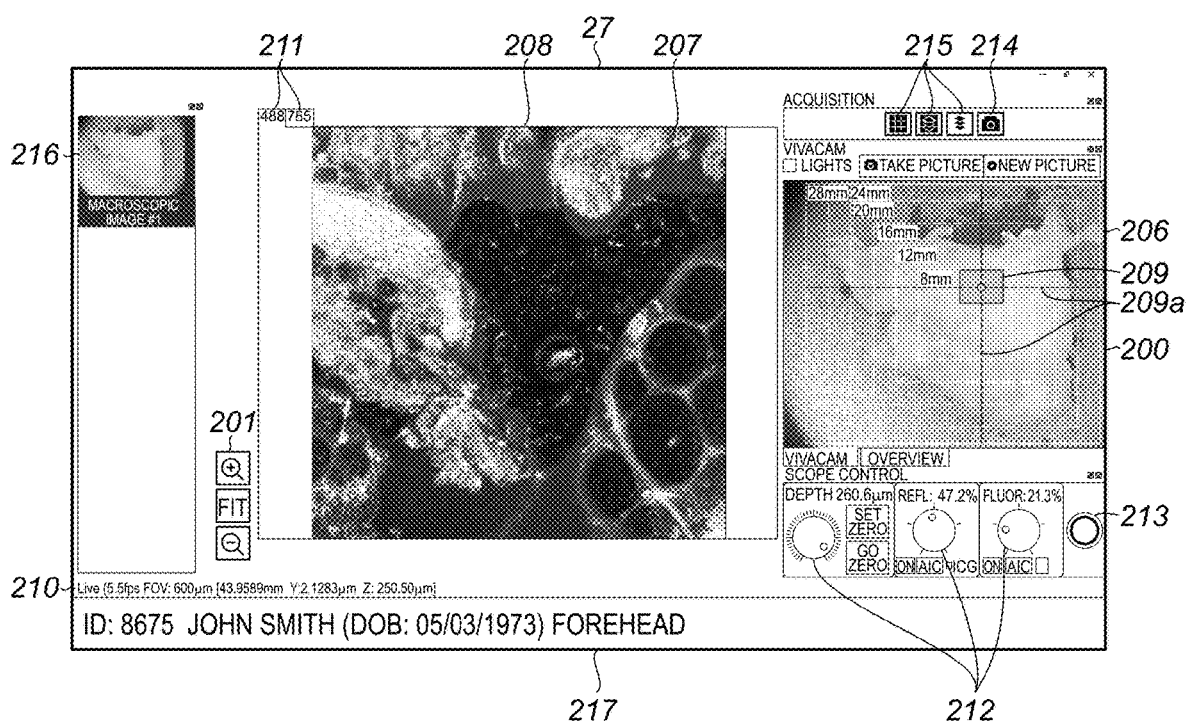 27
211
208
207
215
214
488 785
ACQUISITION
VIVACAM
LIGHTS TAKE PICTURE NEW PICTURE
216
MACROSCOPIC
IMAGE #1
28mm 24mm
20mm
16mm
12mm
8mm
206
209
209a
200
201
FIT
VIVACAM OVERVIEW
SCOPE CONTROL
DEPTH 260.6µm REFL: 47.2% FLUOR: 21.3%
SET
ZERO
GO
ZERO
ON AIC
ON AIC
213
210
Live (5.5fps FOV: 600µm [43.9589mm Y:2.1283µm Z: 250.50µm]
ID: 8675 JOHN SMITH (DOB: 05/03/1973) FOREHEAD
217
212